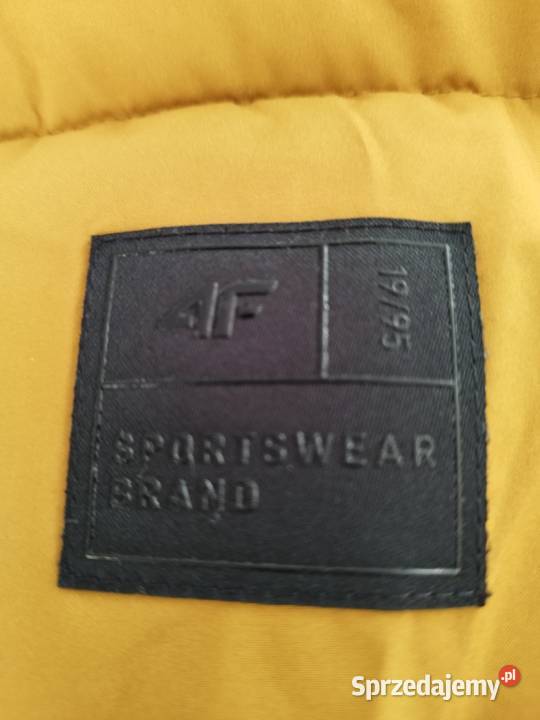 4F
19/95
SPORTSWEAR
BRAND
Sprzedajemy.pl